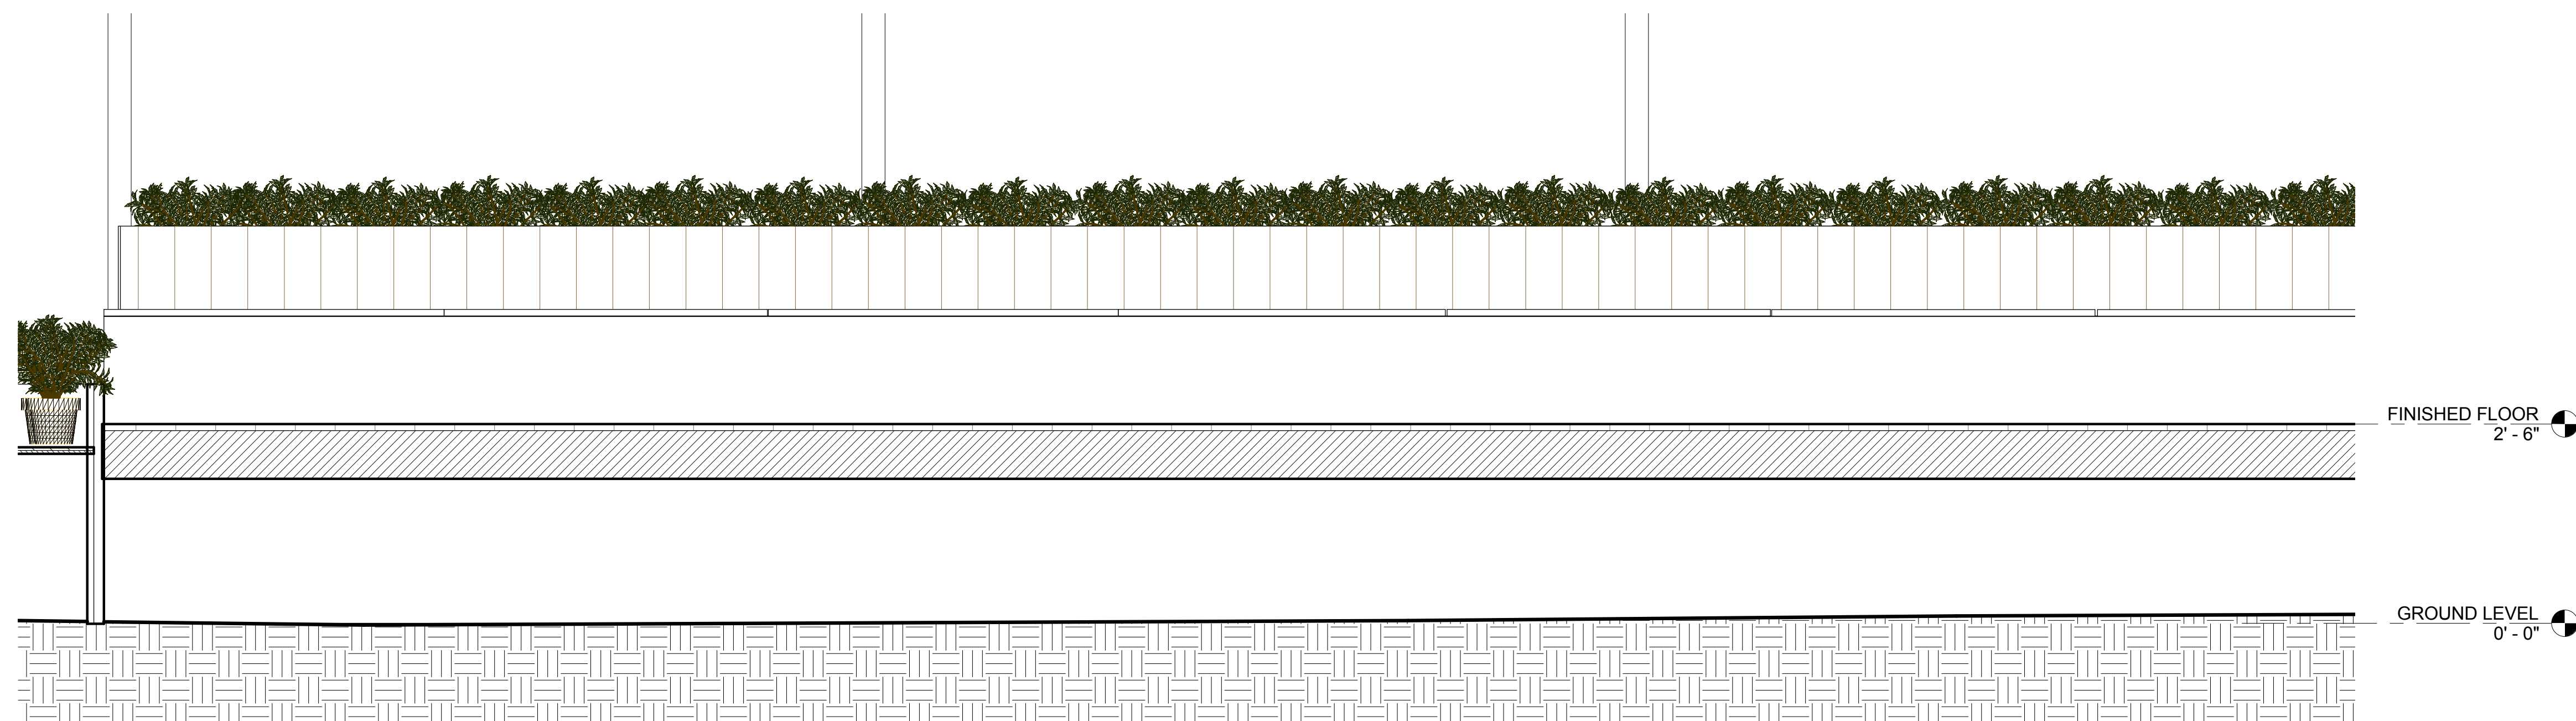 FINISHED FLOOR
2' - 6"
GROUND LEVEL
0' - 0"